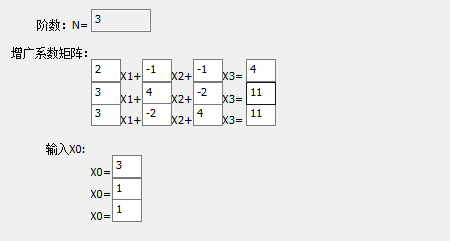 阶数：N= 3
增广系数矩阵：
2 X1+ -1 X2+ -1 X3= 4
3 X1+ 4 X2+ -2 X3= 11
3 X1+ -2 X2+ 4 X3= 11
输入X0:
X0= 3
X0= 1
X0= 1